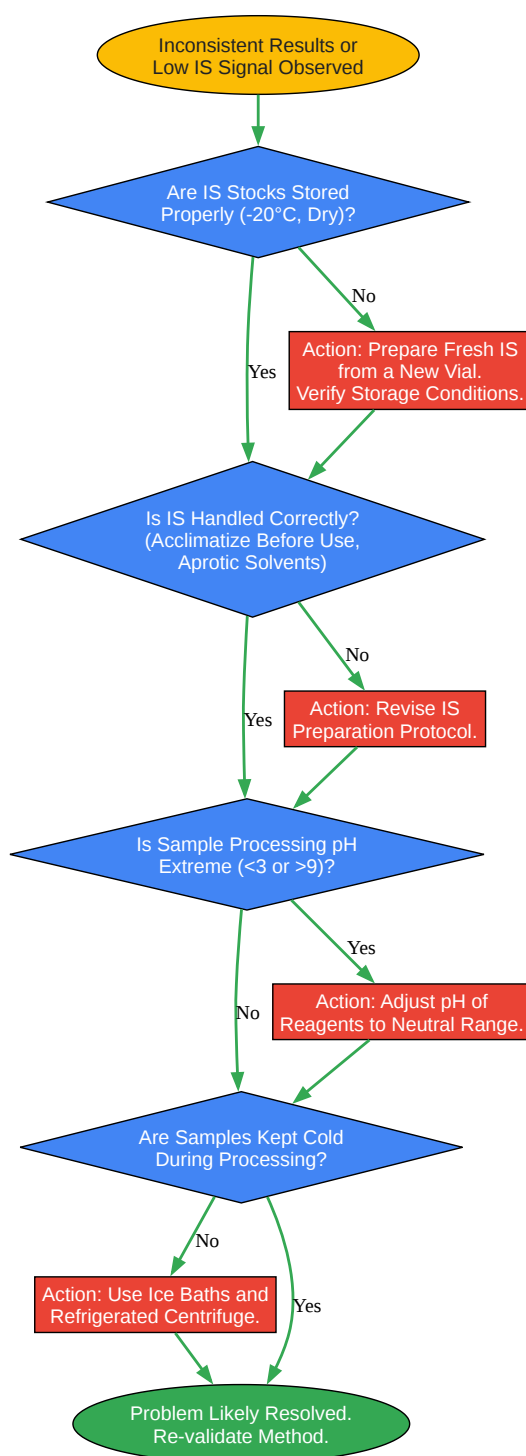 Inconsistent Results or
Low IS Signal Observed
Are IS Stocks Stored
Properly (-20°C, Dry)?
No
Action: Prepare Fresh IS
from a New Vial.
Verify Storage Conditions.
Yes
Is IS Handled Correctly?
(Acclimatize Before Use,
Aprotic Solvents)
No
Action: Revise IS
Preparation Protocol.
Yes
Is Sample Processing pH
Extreme (<3 or >9)?
Yes
Action: Adjust pH of
Reagents to Neutral Range.
No
Are Samples Kept Cold
During Processing?
No
Action: Use Ice Baths and
Refrigerated Centrifuge.
Yes
Problem Likely Resolved.
Re-validate Method.